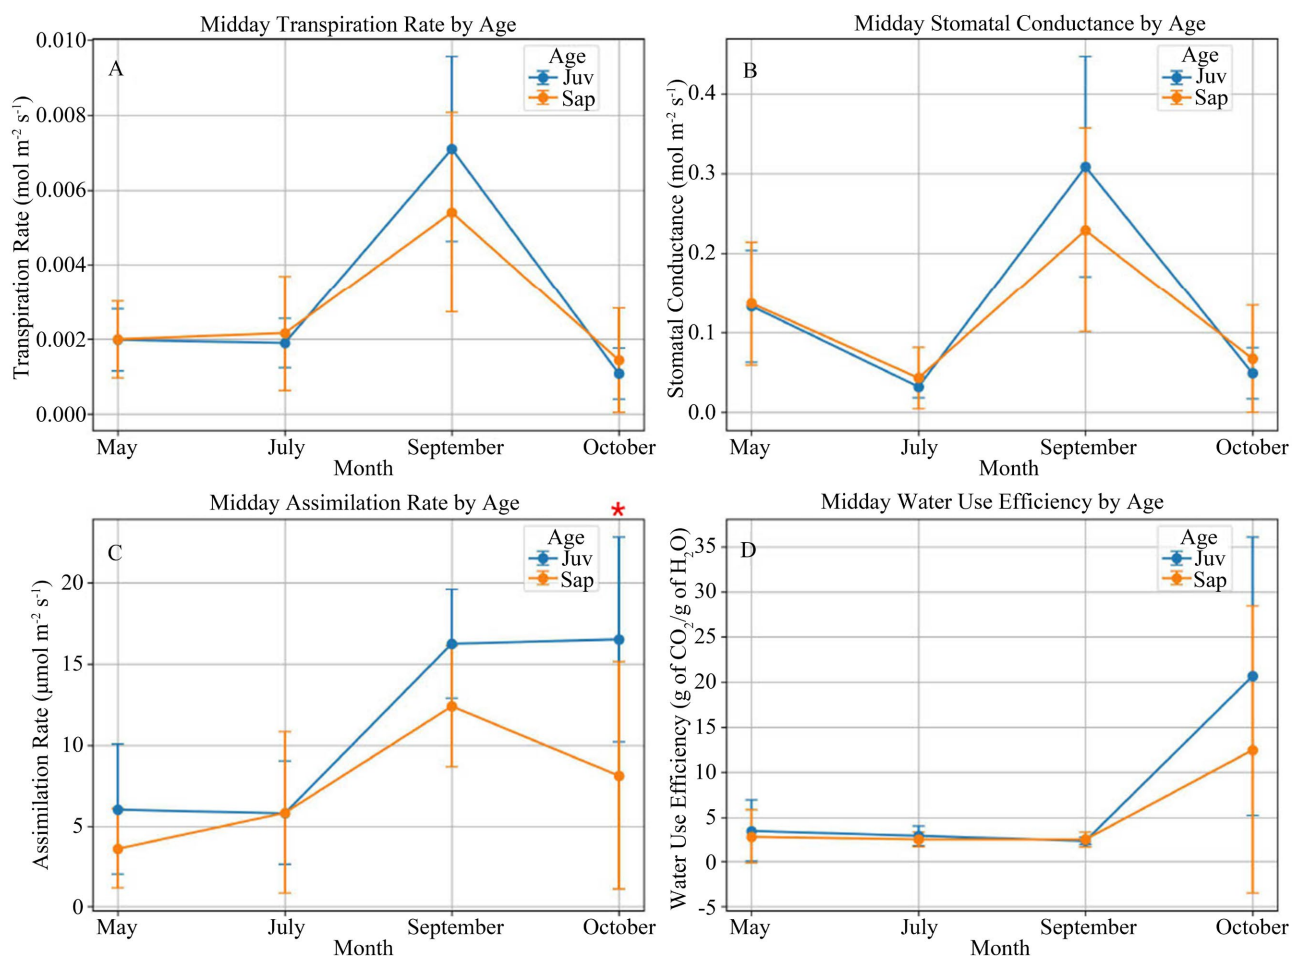 Midday Transpiration Rate by Age
A
Age
Juv
Sap
Transpiration Rate (mol m⁻² s⁻¹)
0.010
0.008
0.006
0.004
0.002
0.000
May July September October
Month
Midday Stomatal Conductance by Age
B
Age
Juv
Sap
Stomatal Conductance (mol m⁻² s⁻¹)
0.4
0.3
0.2
0.1
0.0
May July September October
Month
Midday Assimilation Rate by Age
*
C
Age
Juv
Sap
Assimilation Rate (μmol m⁻² s⁻¹)
20
15
10
5
0
May July September October
Month
Midday Water Use Efficiency by Age
D
Age
Juv
Sap
Water Use Efficiency (g of CO₂/g of H₂O)
35
30
25
20
15
10
5
0
-5
May July September October
Month